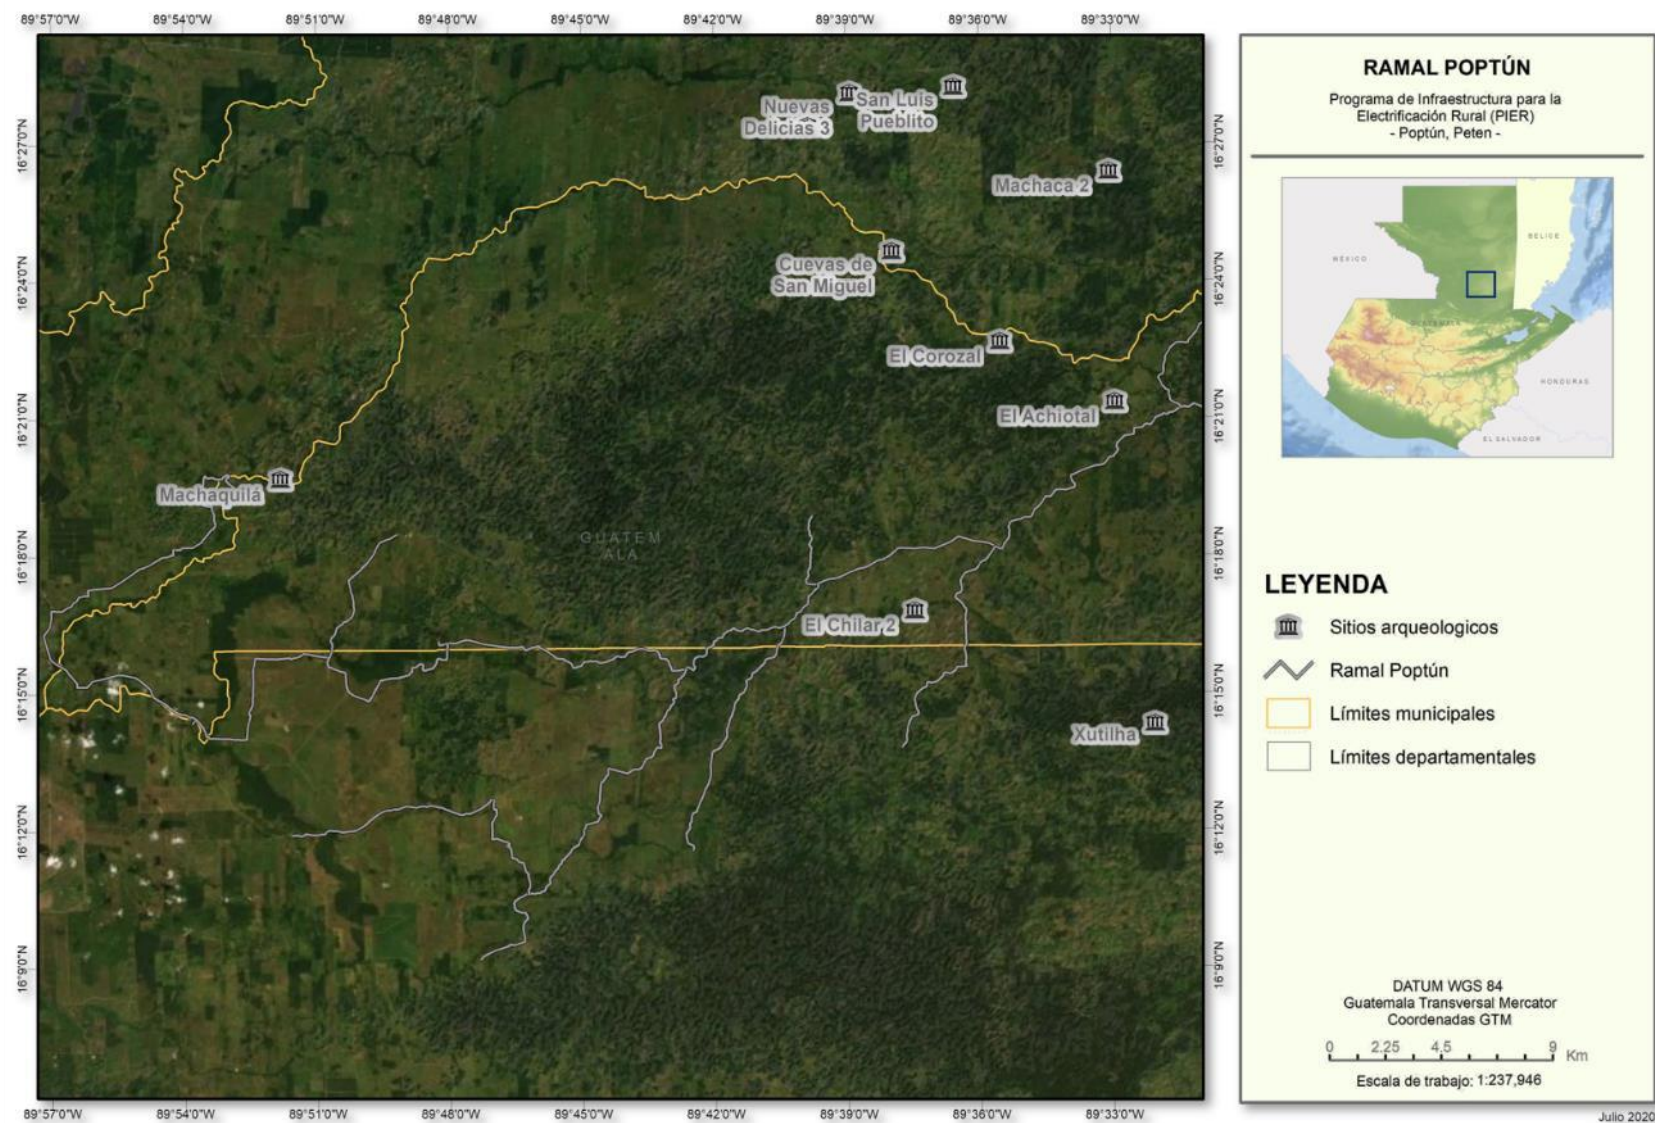 89°57'0"W
89°54'0"W
89°51'0"W
89°48'0"W
89°45'0"W
89°42'0"W
89°39'0"W
89°36'0"W
89°33'0"W
16°27'0"N
16°24'0"N
16°21'0"N
16°18'0"N
16°15'0"N
16°12'0"N
16°9'0"N
Nuevas
Delicias 3
San Luis
Pueblito
Machaca 2
Cuevas de
San Miguel
El Corozal
El Achiotal
Machaquilá
GUATEM
ALA
El Chilar 2
Xutilha
16°27'0"N
16°24'0"N
16°21'0"N
16°18'0"N
16°15'0"N
16°12'0"N
16°9'0"N
89°57'0"W
89°54'0"W
89°51'0"W
89°48'0"W
89°45'0"W
89°42'0"W
89°39'0"W
89°36'0"W
89°33'0"W
RAMAL POPTÚN
Programa de Infraestructura para la
Electrificación Rural (PIER)
- Poptún, Peten -
BELICE
MÉXICO
GUATEMALA
HONDURAS
EL SALVADOR
LEYENDA
Sitios arqueologicos
Ramal Poptún
Límites municipales
Límites departamentales
DATUM WGS 84
Guatemala Transversal Mercator
Coordenadas GTM
0 2.25 4.5 9 Km
Escala de trabajo: 1:237,946
Julio 2020